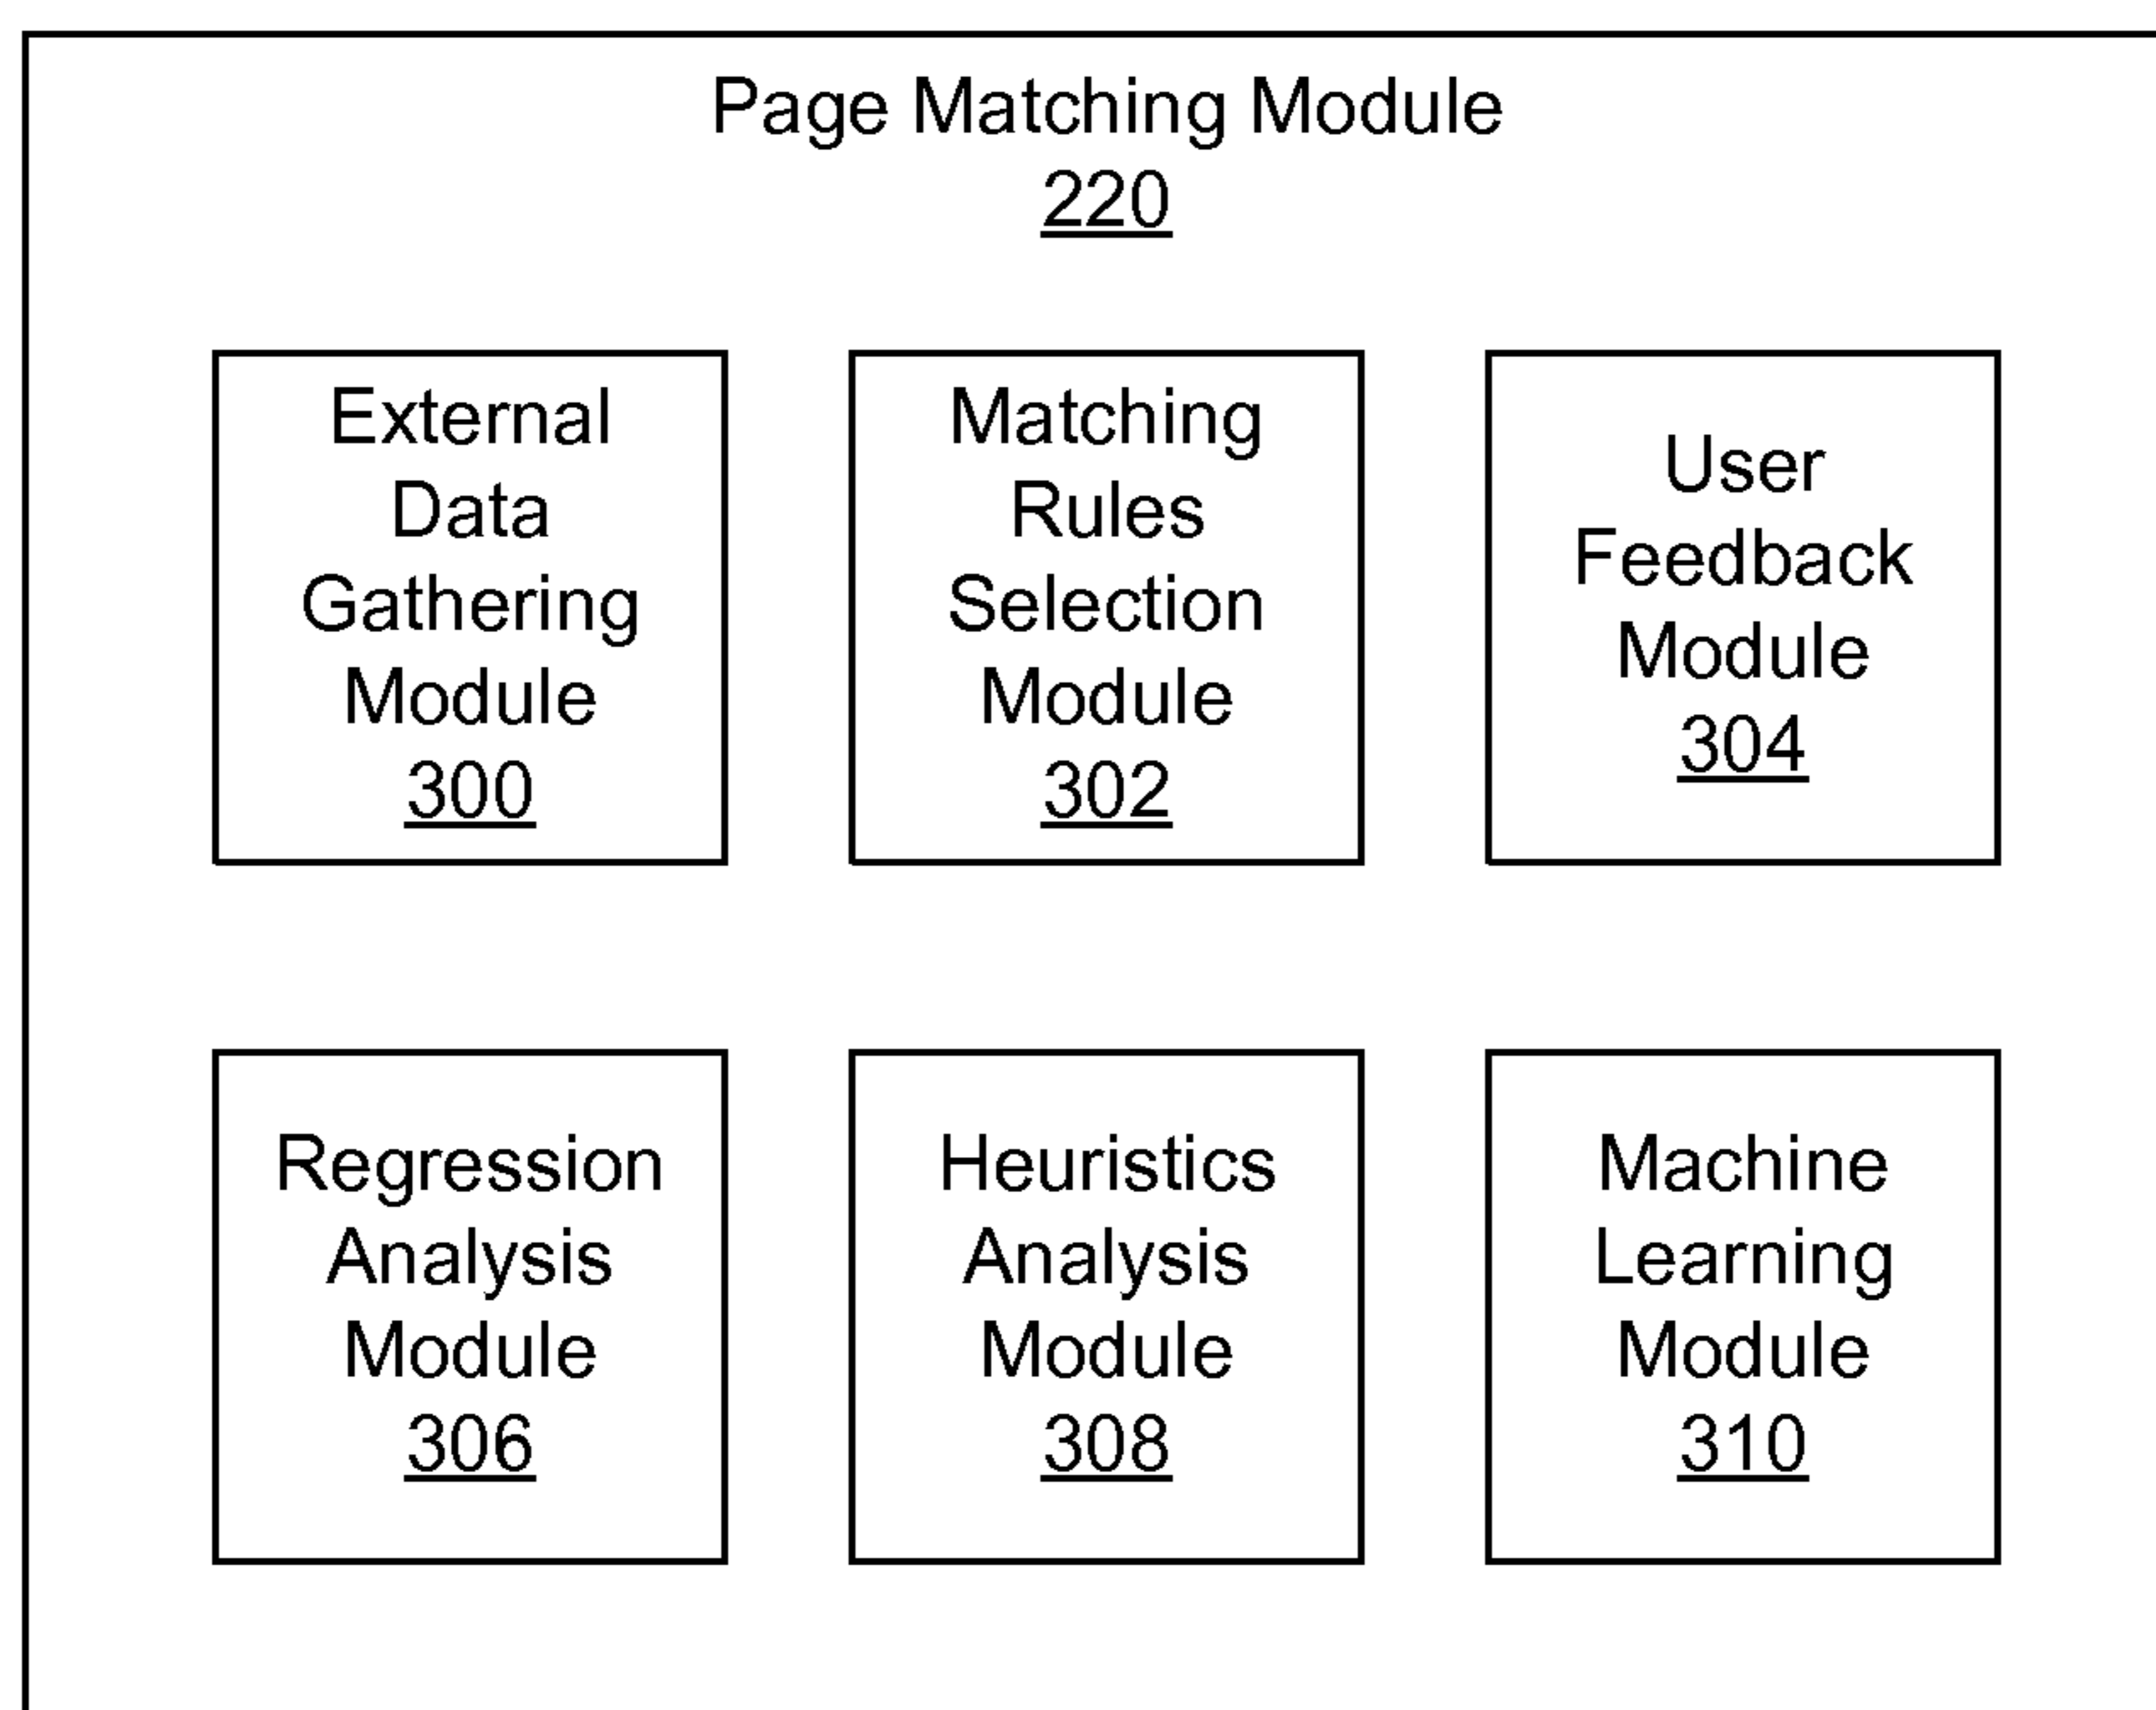 Page Matching Module
220
External
Data
Gathering
Module
300
Matching
Rules
Selection
Module
302
User
Feedback
Module
304
Regression
Analysis
Module
306
Heuristics
Analysis
Module
308
Machine
Learning
Module
310